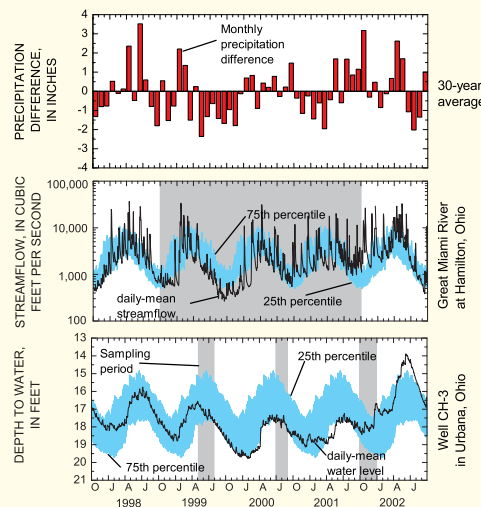 PRECIPITATION
DIFFERENCE,
IN INCHES
4
3
2
1
0
-1
-2
-3
-4
Monthly
precipitation
difference
30-year
average
STREAMFLOW, IN CUBIC
FEET PER SECOND
100,000
10,000
1,000
100
75th percentile
daily-mean
streamflow
25th percentile
Great Miami River
at Hamilton, Ohio
DEPTH TO WATER,
IN FEET
13
13
14
15
16
17
18
19
20
21
Sampling
period
25th percentile
75th percentile
daily-mean
water level
Well CH-3
in Urbana, Ohio
O J A J O J A J O J A J O J A J O J A J
1998 1999 2000 2001 2002